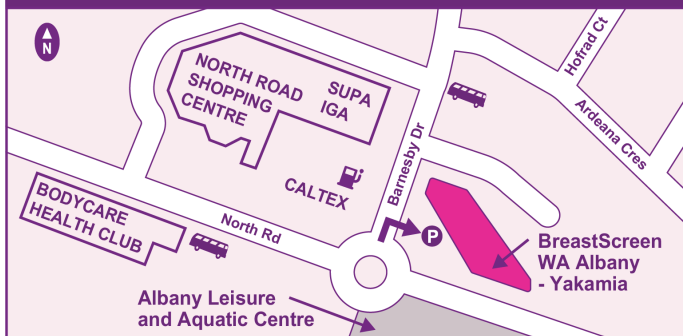 N
Hofrad Ct
NORTH ROAD
SHOPPING
CENTRE
SUPA
IGA
Ardeana Cres
Barnesby Dr
CALTEX
BODYCARE
HEALTH CLUB
North Rd
P
BreastScreen
WA Albany
- Yakamia
Albany Leisure
and Aquatic Centre